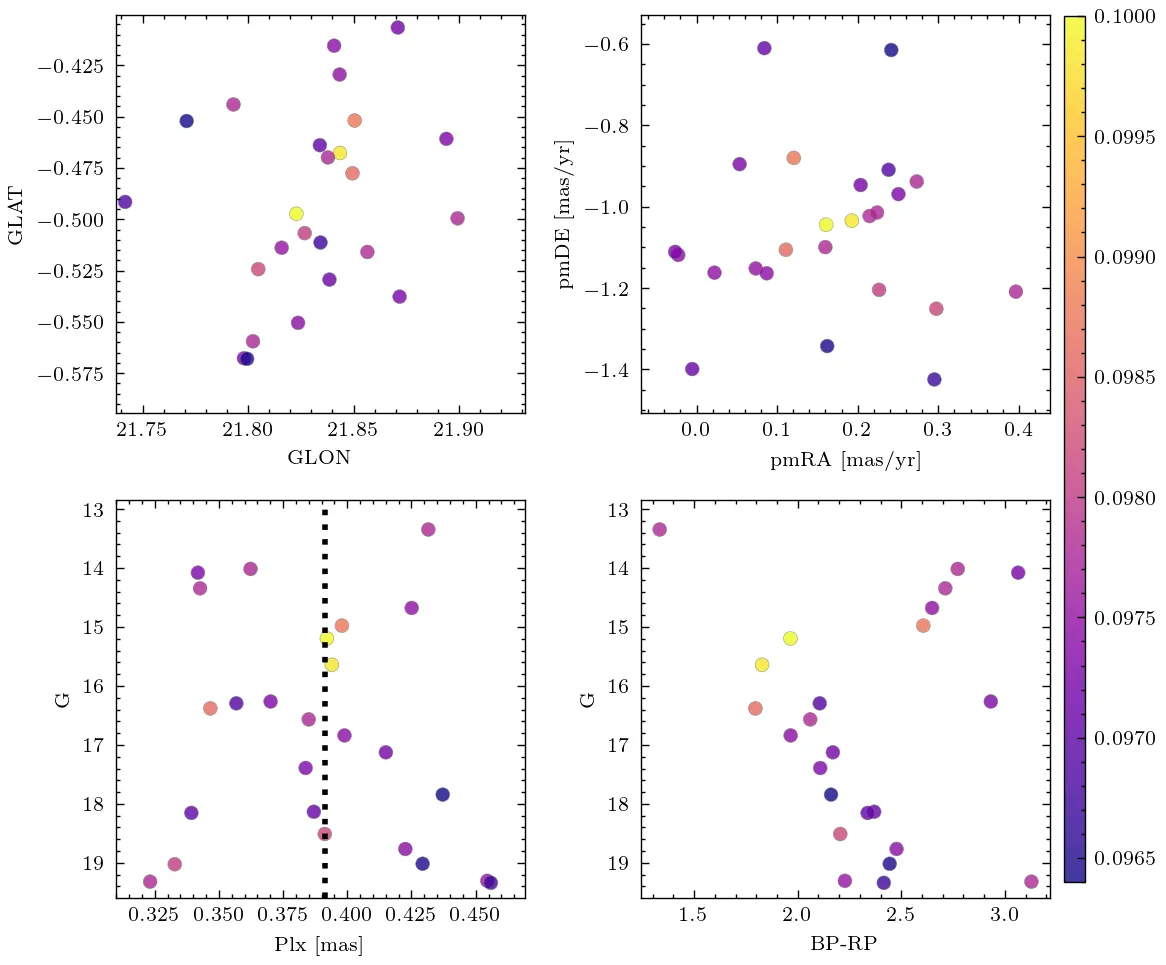 −0.425
−0.450
−0.475
−0.500
−0.525
−0.550
−0.575
GLAT
21.75 21.80 21.85 21.90
GLON
−0.6
−0.8
−1.0
−1.2
−1.4
pmDE [mas/yr]
0.0 0.1 0.2 0.3 0.4
pmRA [mas/yr]
13
14
15
16
17
18
19
G
0.325 0.350 0.375 0.400 0.425 0.450
Plx [mas]
13
14
15
16
17
18
19
G
1.5 2.0 2.5 3.0
BP-RP
0.1000
0.0995
0.0990
0.0985
0.0980
0.0975
0.0970
0.0965